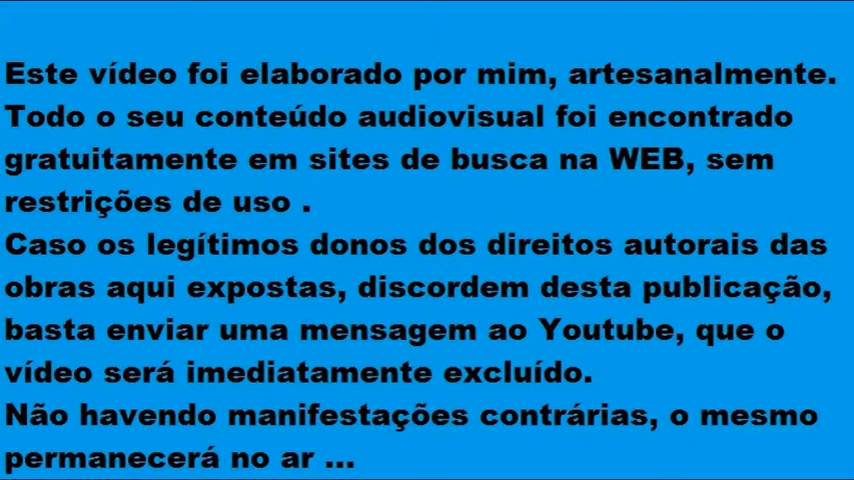 Este vídeo foi elaborado por mim, artesanalmente.
Todo o seu conteúdo audiovisual foi encontrado
gratuitamente em sites de busca na WEB, sem
restrições de uso .
Caso os legítimos donos dos direitos autorais das
obras aqui expostas, discordem desta publicação,
basta enviar uma mensagem ao Youtube, que o
vídeo será imediatamente excluído.
Não havendo manifestações contrárias, o mesmo
permanecerá no ar ...